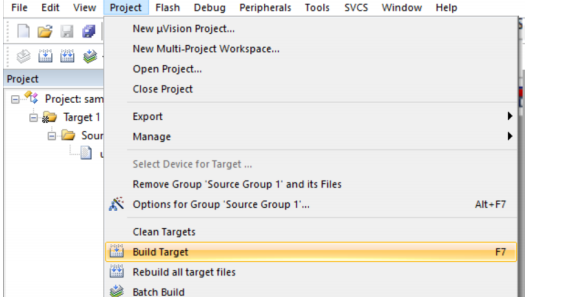 File Edit View Project Flash Debug Peripherals Tools SVCS Window Help
New µVision Project...
New Multi-Project Workspace...
Open Project...
Close Project
Export
Manage
Select Device for Target ...
Remove Group 'Source Group 1' and its Files
Options for Group 'Source Group 1'... Alt+F7
Clean Targets
Build Target F7
Rebuild all target files
Batch Build
Project
Project: sam
Target 1
Sour